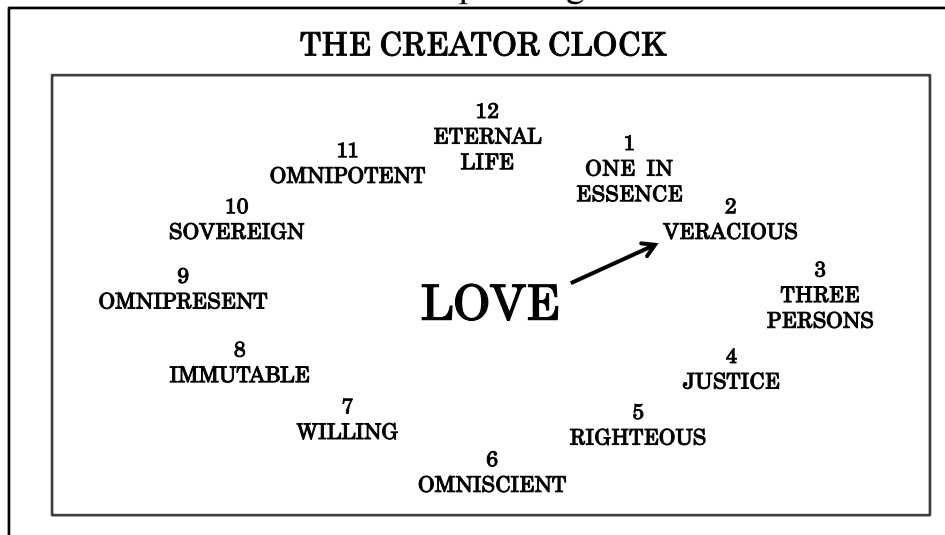 THE CREATOR CLOCK
12
ETERNAL
LIFE
1
ONE IN
ESSENCE
11
OMNIPOTENT
2
VERACIOUS
10
SOVEREIGN
3
THREE
PERSONS
9
OMNIPRESENT
LOVE
4
JUSTICE
8
IMMUTABLE
5
RIGHTEOUS
7
WILLING
6
OMNISCIENT